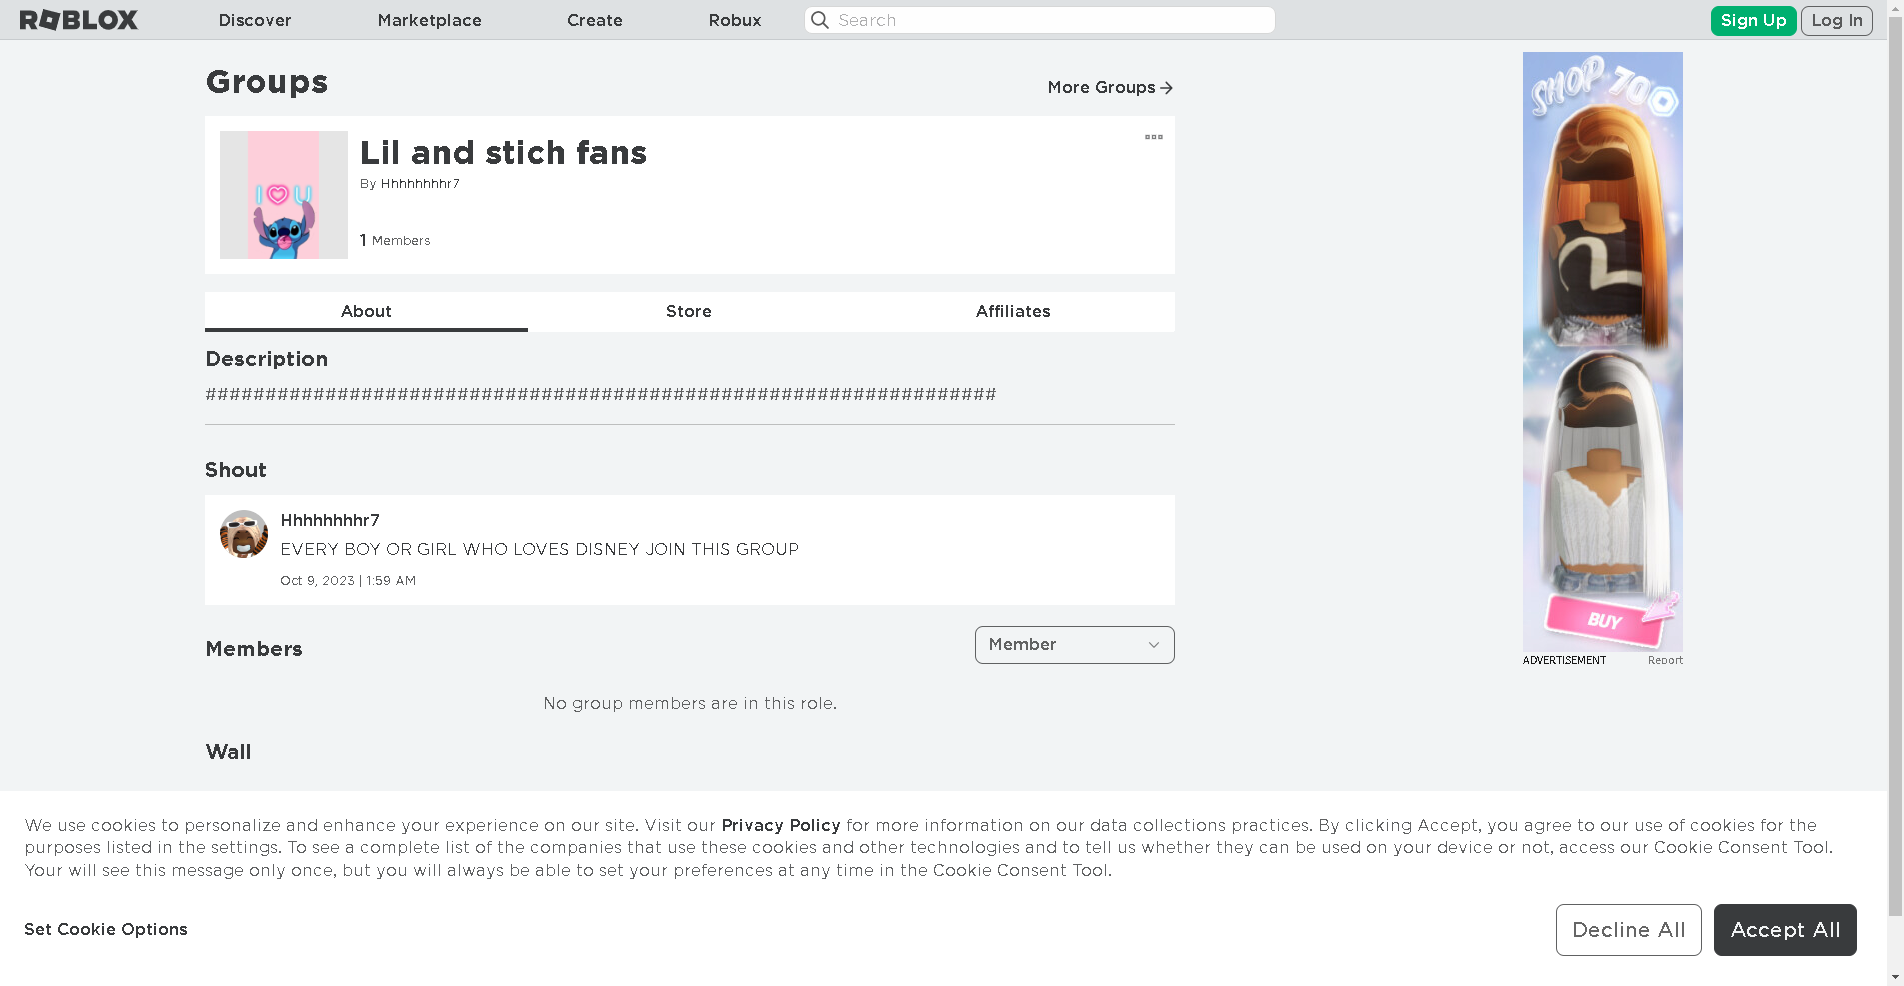 ROBLOX
Discover
Marketplace
Create
Robux
Search
Sign Up
Log In
Groups
More Groups
SHOP 70
I U
Lil and stich fans
By Hhhhhhhhr7
1 Members
About
Store
Affiliates
Description
##################################################################
Shout
Hhhhhhhhr7
EVERY BOY OR GIRL WHO LOVES DISNEY JOIN THIS GROUP
Oct 9, 2023 | 1:59 AM
BUY
ADVERTISEMENT
Report
Members
Member
No group members are in this role.
Wall
We use cookies to personalize and enhance your experience on our site. Visit our Privacy Policy for more information on our data collections practices. By clicking Accept, you agree to our use of cookies for the
purposes listed in the settings. To see a complete list of the companies that use these cookies and other technologies and to tell us whether they can be used on your device or not, access our Cookie Consent Tool.
Your will see this message only once, but you will always be able to set your preferences at any time in the Cookie Consent Tool.
Set Cookie Options
Decline All
Accept All